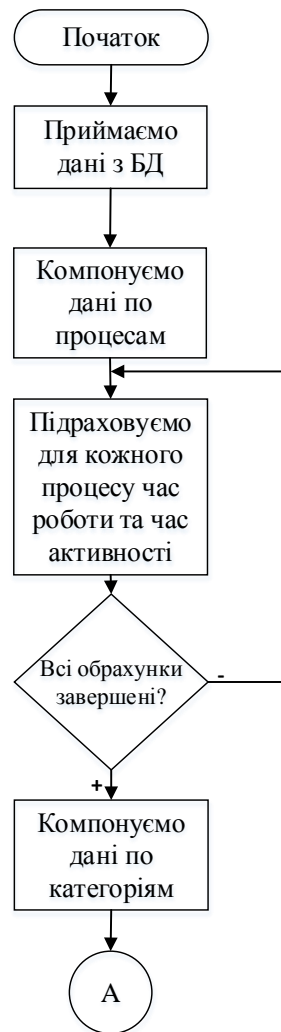 Початок
Приймаємо
дані з БД
Компонуємо
дані по
процесам
Підраховуємо
для кожного
процесу час
роботи та час
активності
Всі обрахунки
завершені?
-
+
Компонуємо
дані по
категоріям
А